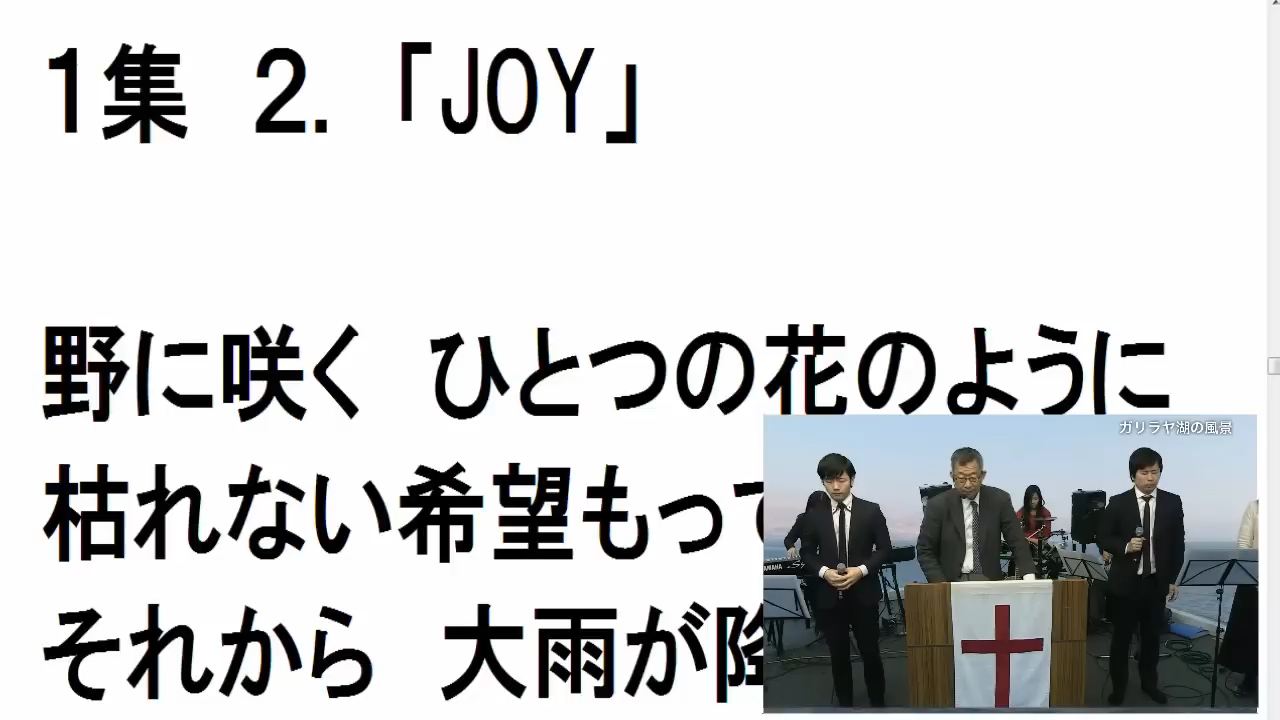 1集 2.「JOY」
野に咲く ひとつの花のように
枯れない希望もって
それから 大雨が降
ガリラヤ湖の風景
YAMAHA